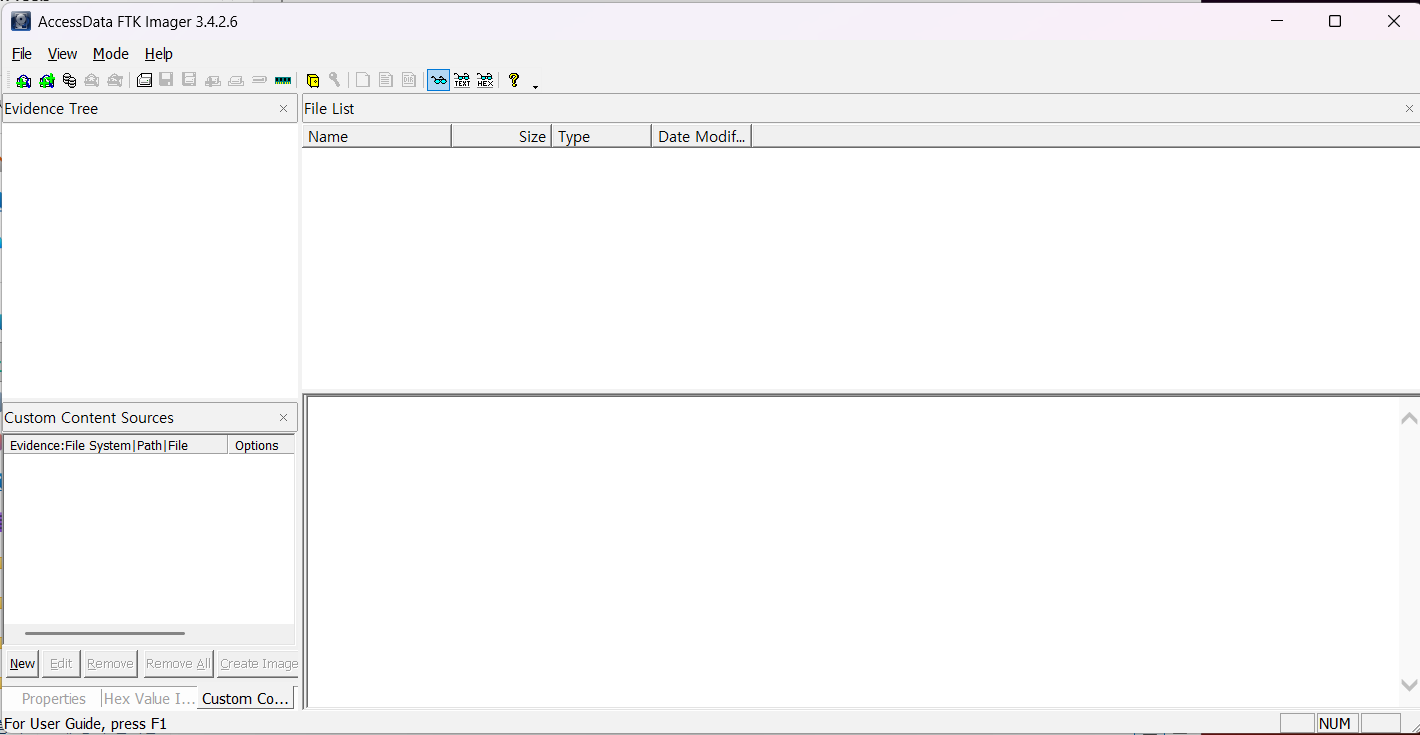 AccessData FTK Imager 3.4.2.6
File View Mode Help
TEXT HEX ?
Evidence Tree
File List
Name Size Type Date Modif...
Custom Content Sources
Evidence:File System|Path|File Options
New Edit Remove Remove All Create Image
Properties Hex Value I... Custom Co...
For User Guide, press F1
NUM